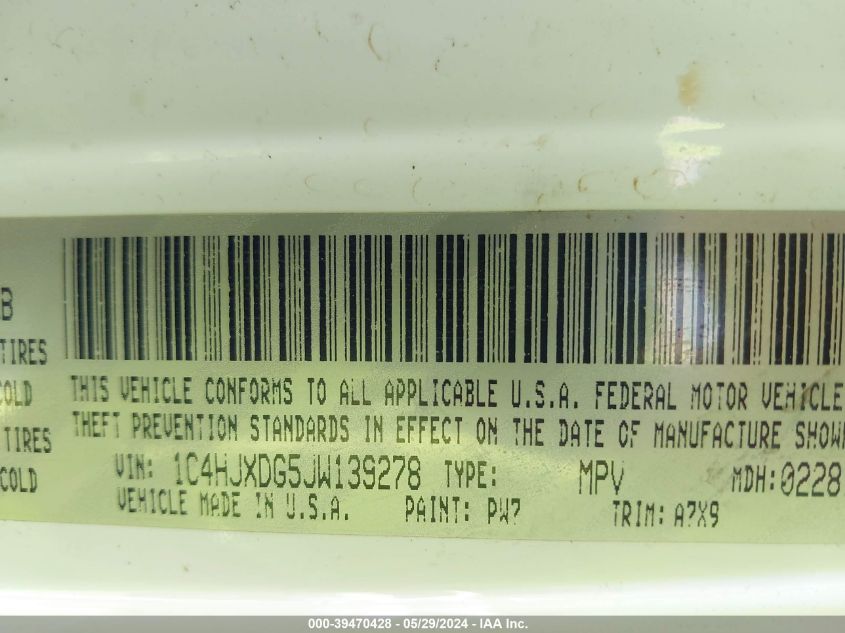 B
TIRES
COLD
TIRES
COLD
THIS VEHICLE CONFORMS TO ALL APPLICABLE U.S.A. FEDERAL MOTOR VEHICLE
THEFT PREVENTION STANDARDS IN EFFECT ON THE DATE OF MANUFACTURE SHOW
VIN: 1C4HJXDG5JW139278 TYPE: MPV MDH: 0228
VEHICLE MADE IN U.S.A. PAINT: PW7 TRIM: A7X9
000-39470428 - 05/29/2024 - IAA Inc.